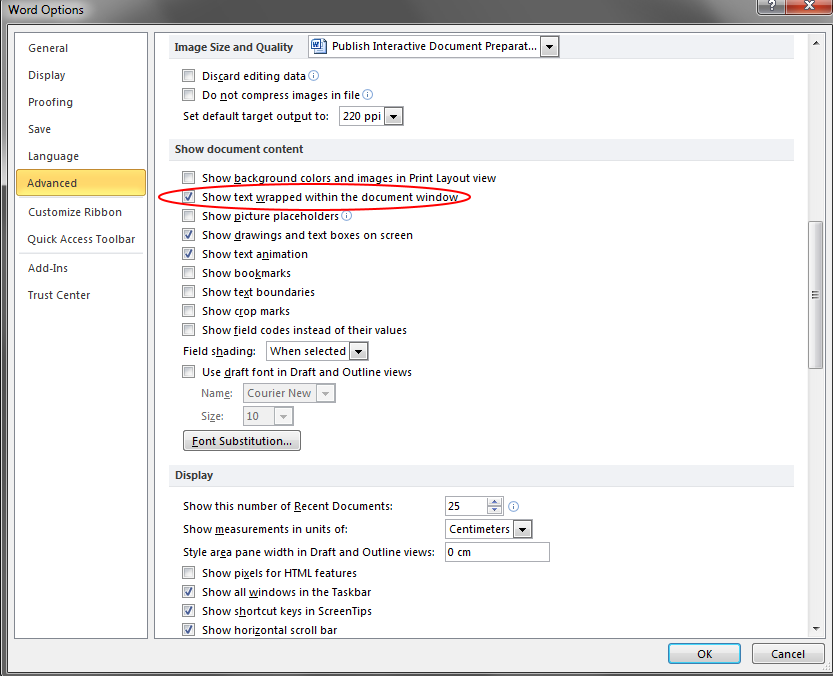 Word Options
General
Display
Proofing
Save
Language
Advanced
Customize Ribbon
Quick Access Toolbar
Add-Ins
Trust Center
Image Size and Quality Publish Interactive Document Preparat...
Discard editing data
Do not compress images in file
Set default target output to: 220 ppi
Show document content
Show background colors and images in Print Layout view
Show text wrapped within the document window
Show picture placeholders
Show drawings and text boxes on screen
Show text animation
Show bookmarks
Show text boundaries
Show crop marks
Show field codes instead of their values
Field shading: When selected
Use draft font in Draft and Outline views
Name: Courier New
Size: 10
Font Substitution...
Display
Show this number of Recent Documents: 25
Show measurements in units of: Centimeters
Style area pane width in Draft and Outline views: 0 cm
Show pixels for HTML features
Show all windows in the Taskbar
Show shortcut keys in ScreenTips
Show horizontal scroll bar
OK Cancel